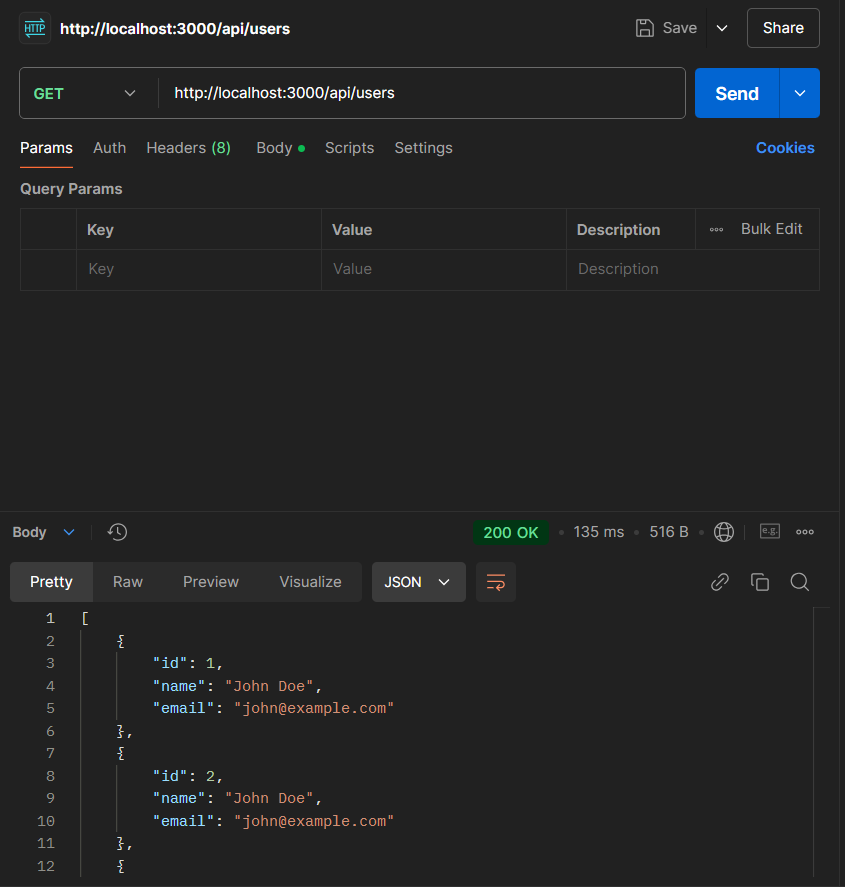 HTTP http://localhost:3000/api/users Save Share
GET http://localhost:3000/api/users Send
Params Auth Headers (8) Body Scripts Settings Cookies
Query Params
Key Value Description Bulk Edit
Key Value Description
Body 200 OK 135 ms 516 B e.g.
Pretty Raw Preview Visualize JSON
1 [
2 {
3 "id": 1,
4 "name": "John Doe",
5 "email": "john@example.com"
6 },
7 {
8 "id": 2,
9 "name": "John Doe",
10 "email": "john@example.com"
11 },
12 {